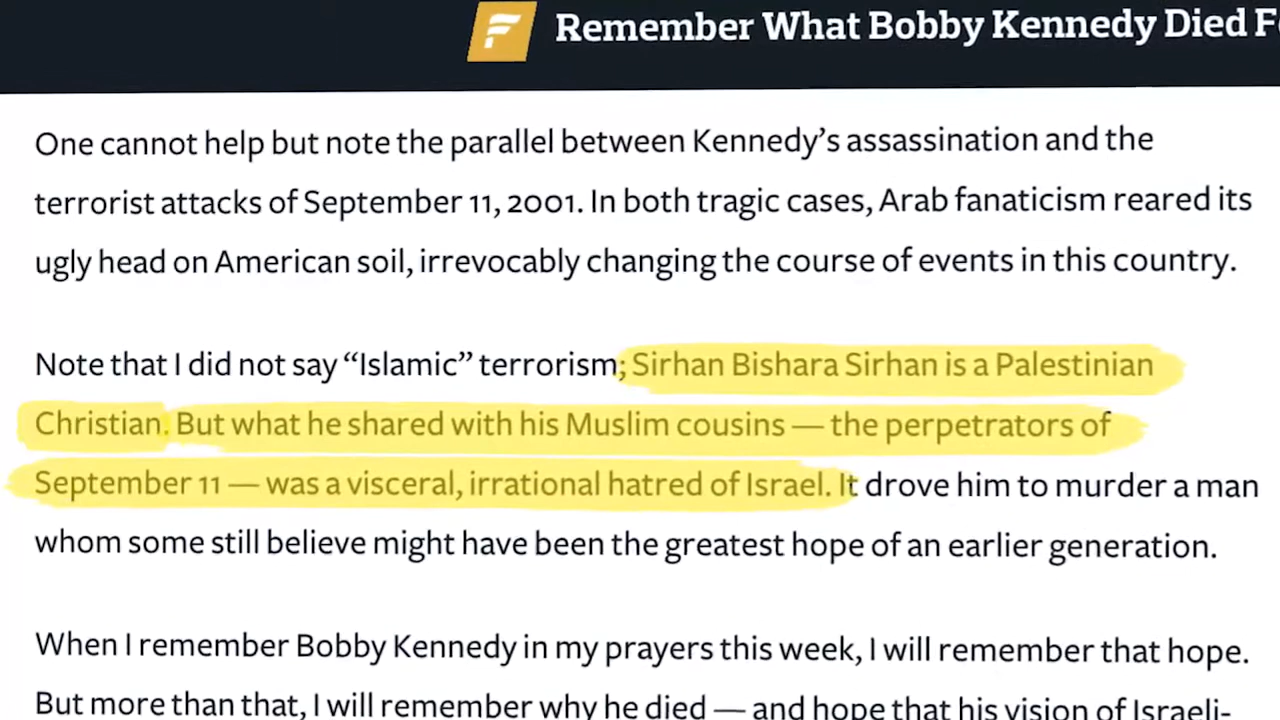 Remember What Bobby Kennedy Died
One cannot help but note the parallel between Kennedy’s assassination and the
terrorist attacks of September 11, 2001. In both tragic cases, Arab fanaticism reared its
ugly head on American soil, irrevocably changing the course of events in this country.
Note that I did not say “Islamic” terrorism; Sirhan Bishara Sirhan is a Palestinian
Christian. But what he shared with his Muslim cousins — the perpetrators of
September 11 — was a visceral, irrational hatred of Israel. It drove him to murder a man
whom some still believe might have been the greatest hope of an earlier generation.
When I remember Bobby Kennedy in my prayers this week, I will remember that hope.
But more than that, I will remember why he died — and hope that his vision of Israeli-